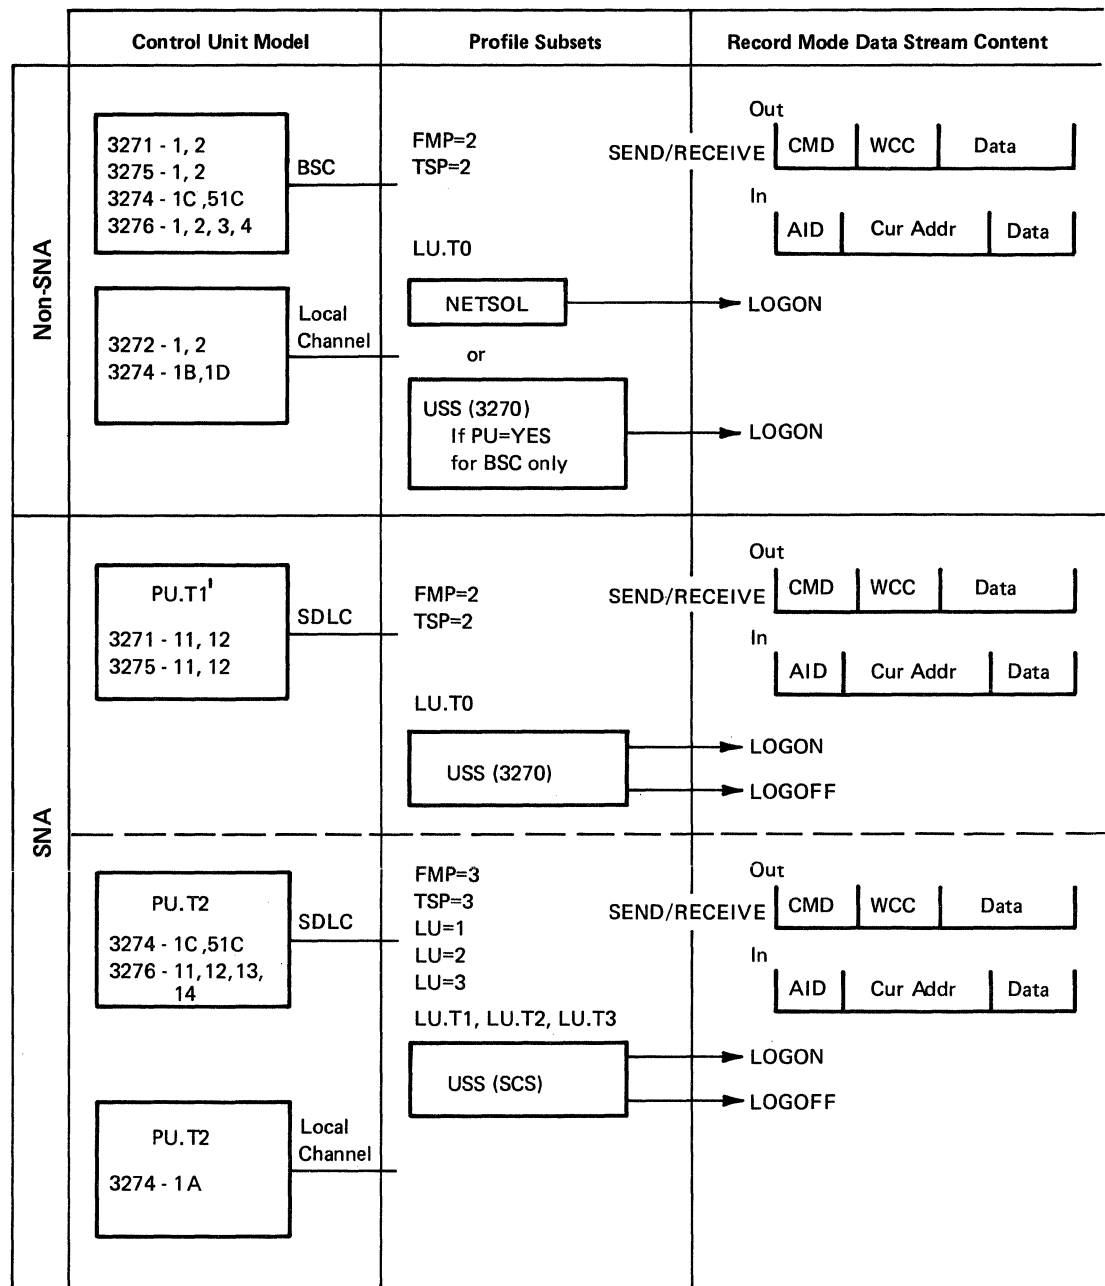 Control Unit Model
Profile Subsets
Record Mode Data Stream Content
Non-SNA
3271 - 1, 2
3275 - 1, 2
3274 - 1C ,51C
3276 - 1, 2, 3, 4
BSC
FMP=2
TSP=2
LU.T0
SEND/RECEIVE
Out
CMD WCC Data
In
AID Cur Addr Data
3272 - 1, 2
3274 - 1B,1D
Local
Channel
NETSOL
LOGON
or
USS (3270)
If PU=YES
for BSC only
LOGON
SNA
PU.T1'
3271 - 11, 12
3275 - 11, 12
SDLC
FMP=2
TSP=2
LU.T0
SEND/RECEIVE
Out
CMD WCC Data
In
AID Cur Addr Data
USS (3270)
LOGON
LOGOFF
PU.T2
3274 - 1C ,51C
3276 - 11, 12, 13,
14
SDLC
FMP=3
TSP=3
LU=1
LU=2
LU=3
LU.T1, LU.T2, LU.T3
SEND/RECEIVE
Out
CMD WCC Data
In
AID Cur Addr Data
USS (SCS)
LOGON
LOGOFF
PU.T2
3274 - 1A
Local
Channel